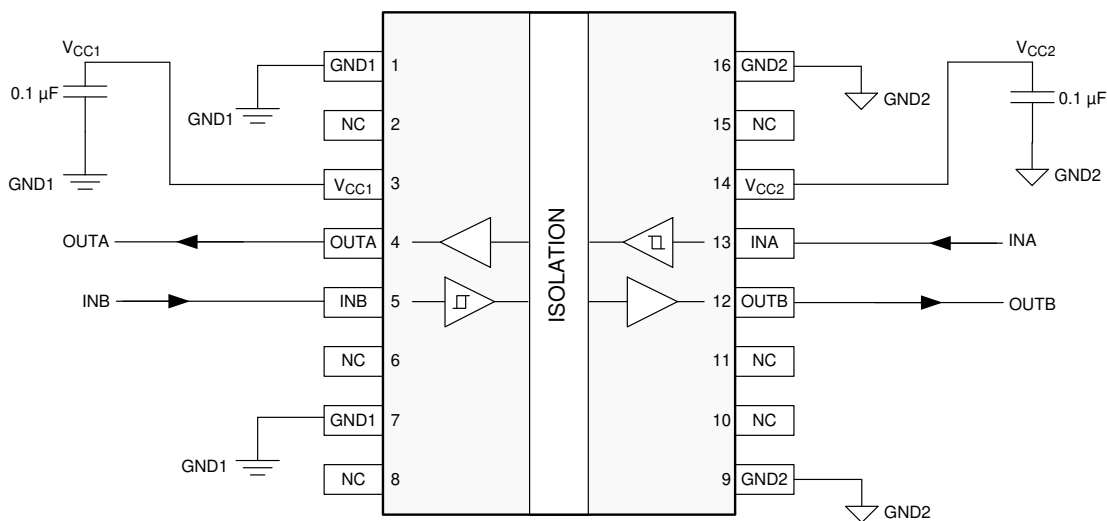 VCC1
0.1 µF
GND1
GND1
GND1 1
NC 2
VCC1 3
OUTA OUTA 4
INB INB 5
NC 6
GND1 GND1 7
NC 8
ISOLATION
16 GND2
15 NC
14 VCC2
13 INA INA
12 OUTB OUTB
11 NC
10 NC
9 GND2
GND2
GND2
VCC2
0.1 µF
GND2